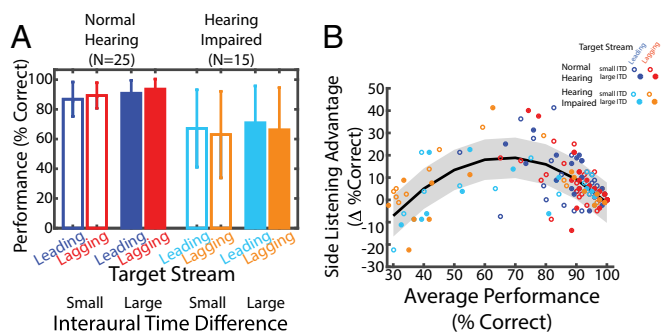 A
Normal Hearing (N=25)
Hearing Impaired (N=15)
Performance (% Correct)
100
80
60
40
20
0
Leading
Lagging
Leading
Lagging
Leading
Lagging
Leading
Lagging
Target Stream
Small Large Small Large
Interaural Time Difference
B
Target Stream
Leading
Lagging
Normal small ITD
Hearing large ITD
Hearing small ITD
Impaired large ITD
Side Listening Advantage
(Δ %Correct)
50
40
30
20
10
0
-10
-20
-30
30 40 50 60 70 80 90 100
Average Performance
(% Correct)